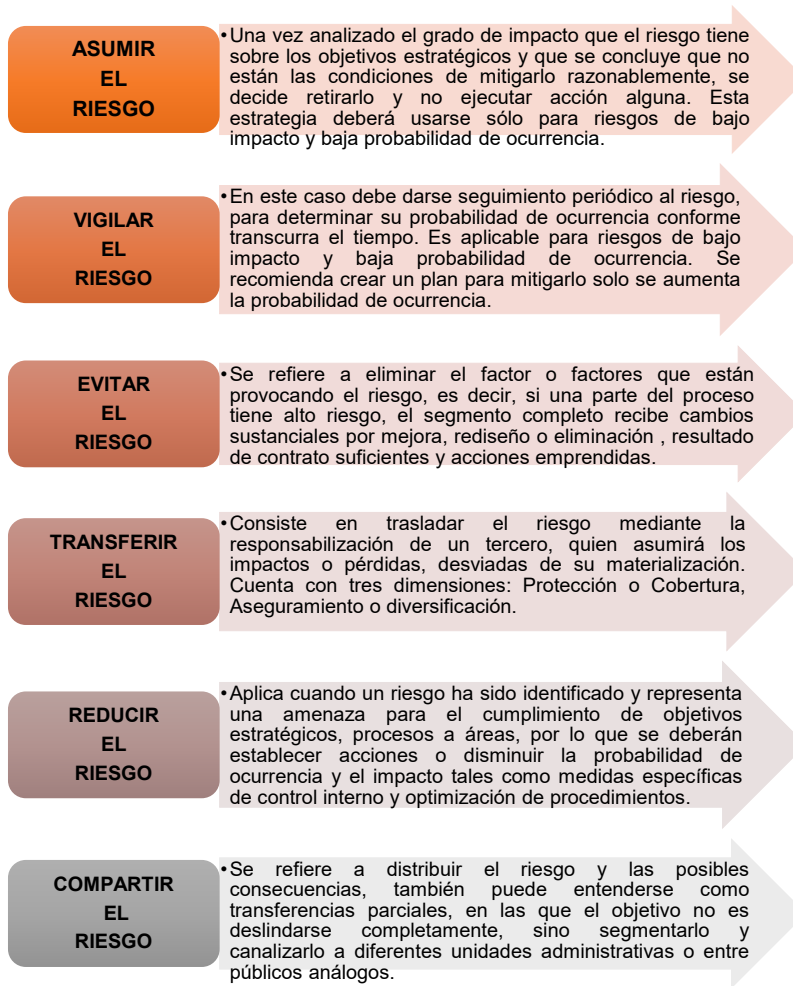 ASUMIR
EL
RIESGO
•Una vez analizado el grado de impacto que el riesgo tiene
sobre los objetivos estratégicos y que se concluye que no
están las condiciones de mitigarlo razonablemente, se
decide retirarlo y no ejecutar acción alguna. Esta
estrategia deberá usarse sólo para riesgos de bajo
impacto y baja probabilidad de ocurrencia.
VIGILAR
EL
RIESGO
•En este caso debe darse seguimiento periódico al riesgo,
para determinar su probabilidad de ocurrencia conforme
transcurra el tiempo. Es aplicable para riesgos de bajo
impacto y baja probabilidad de ocurrencia. Se
recomienda crear un plan para mitigarlo solo se aumenta
la probabilidad de ocurrencia.
EVITAR
EL
RIESGO
•Se refiere a eliminar el factor o factores que están
provocando el riesgo, es decir, si una parte del proceso
tiene alto riesgo, el segmento completo recibe cambios
sustanciales por mejora, rediseño o eliminación , resultado
de contrato suficientes y acciones emprendidas.
TRANSFERIR
EL
RIESGO
•Consiste en trasladar el riesgo mediante la
responsabilización de un tercero, quien asumirá los
impactos o pérdidas, desviadas de su materialización.
Cuenta con tres dimensiones: Protección o Cobertura,
Aseguramiento o diversificación.
REDUCIR
EL
RIESGO
•Aplica cuando un riesgo ha sido identificado y representa
una amenaza para el cumplimiento de objetivos
estratégicos, procesos a áreas, por lo que se deberán
establecer acciones o disminuir la probabilidad de
ocurrencia y el impacto tales como medidas específicas
de control interno y optimización de procedimientos.
COMPARTIR
EL
RIESGO
•Se refiere a distribuir el riesgo y las posibles
consecuencias, también puede entenderse como
transferencias parciales, en las que el objetivo no es
deslindarse completamente, sino segmentarlo y
canalizarlo a diferentes unidades administrativas o entre
públicos análogos.